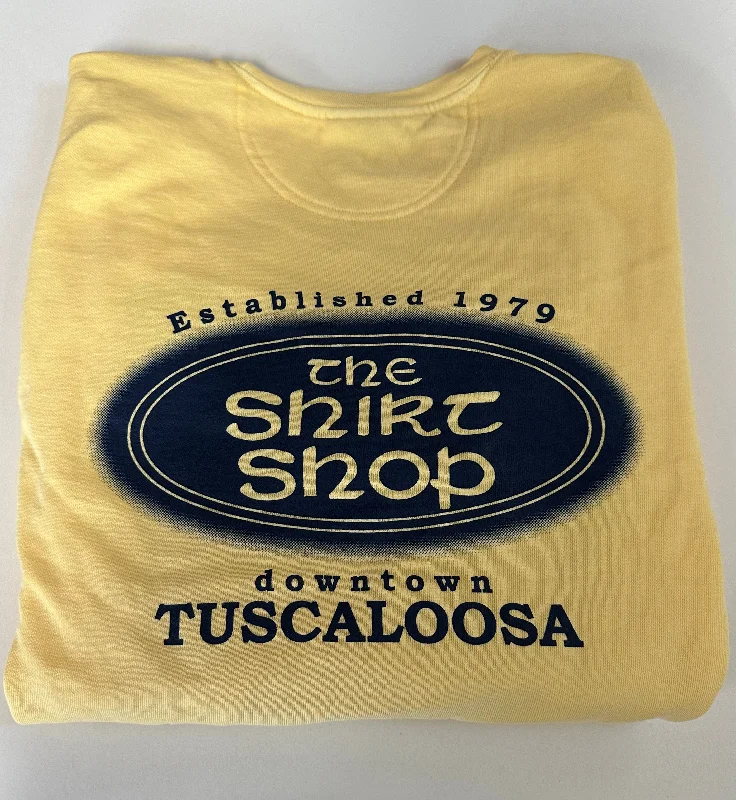 Established 1979
the
Shirt
Shop
downtown
TUSCALOOSA